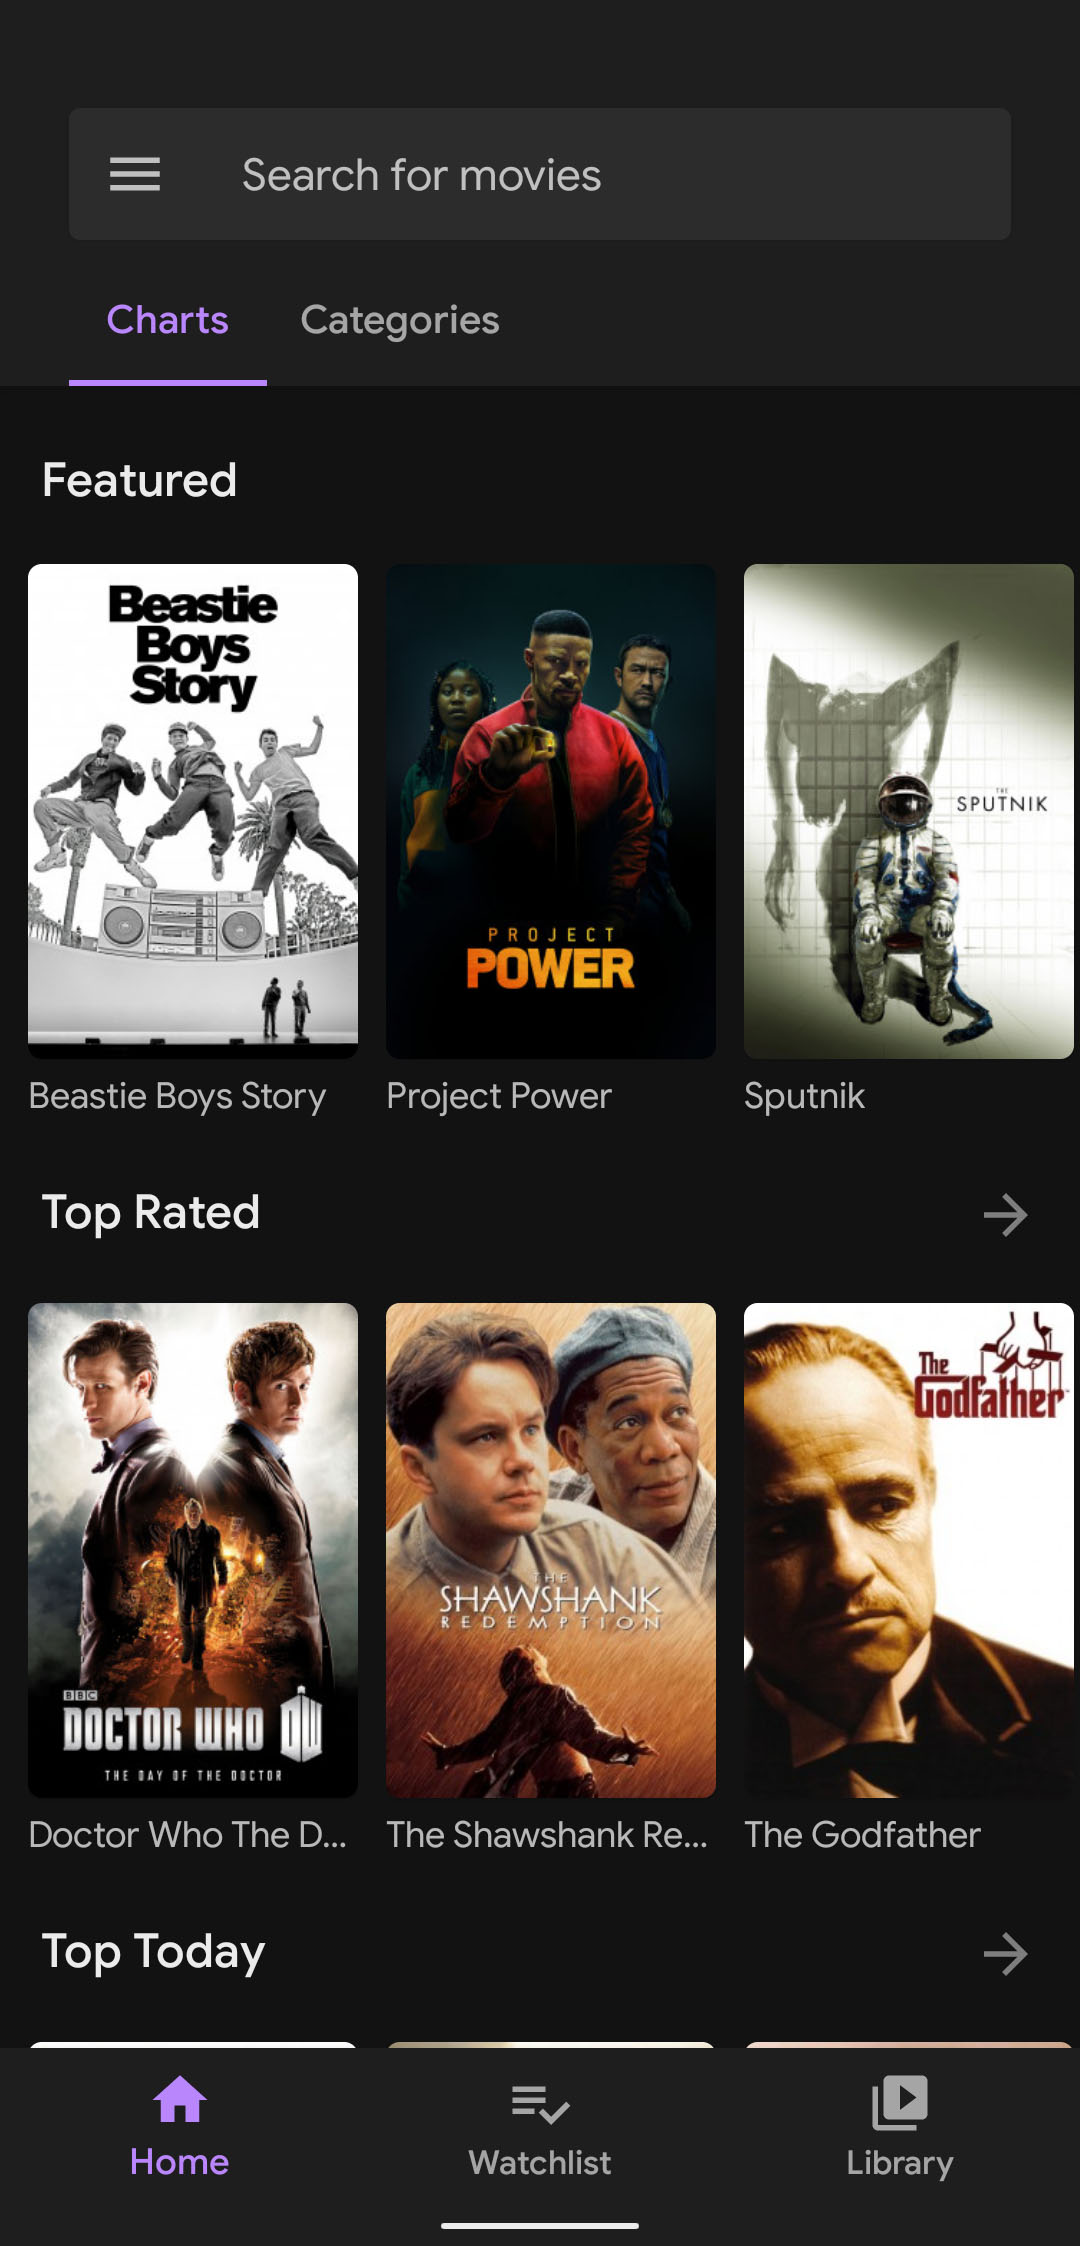 Search for movies
Charts
Categories
Featured
Beastie
Boys
Story
PROJECT
POWER
THE
SPUTNIK
Beastie Boys Story
Project Power
Sputnik
Top Rated
BBC
DOCTOR WHO DW
THE DAY OF THE DOCTOR
THE
SHAWSHANK
REDEMPTION
The
Godfather
Doctor Who The D...
The Shawshank Re...
The Godfather
Top Today
Home
Watchlist
Library